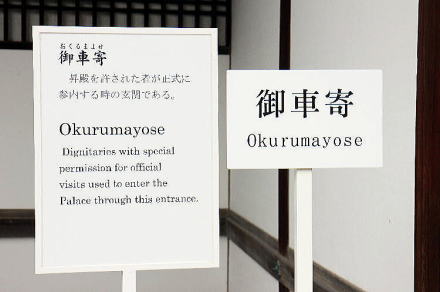 おくるまよせ
御車寄
昇殿を許された者が正式に
参内する時の玄関である。
Okurumayose
Dignitaries with special
permission for official
visits used to enter the
Palace through this entrance.
御車寄
Okurumayose